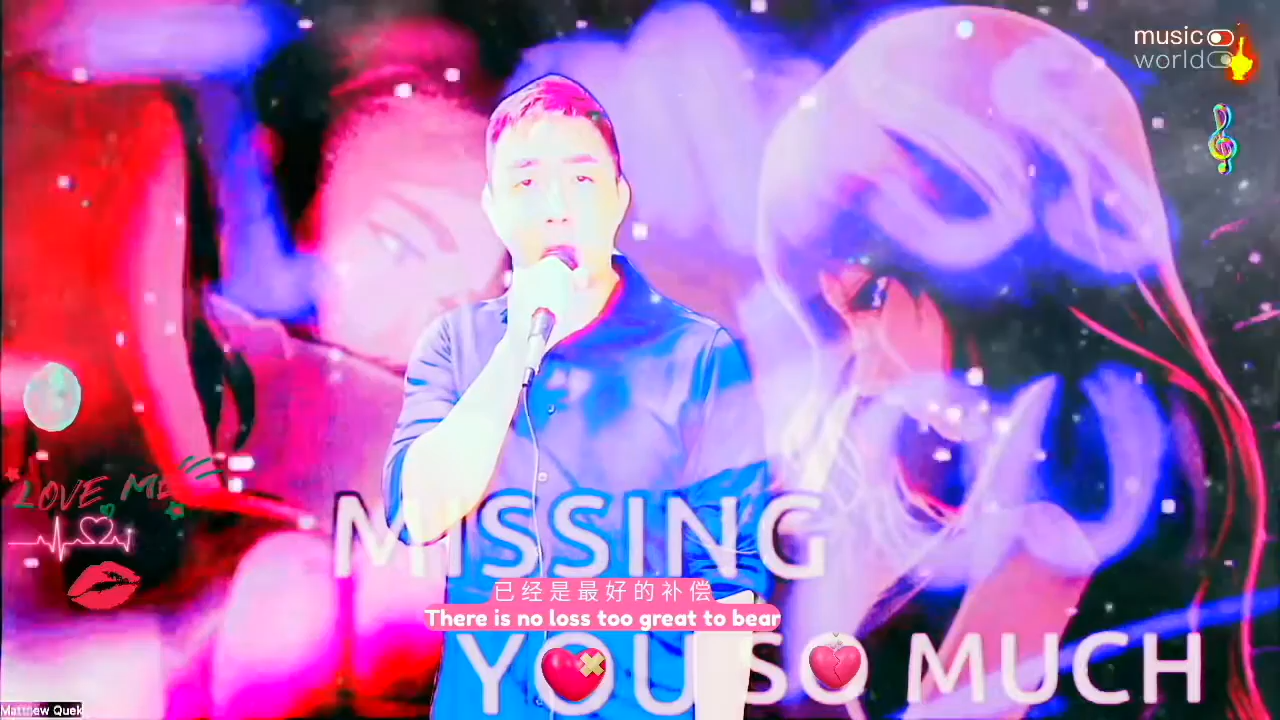 music
world
LOVE ME
MISSING
已经是最好的补偿
There is no loss too great to bear
YOU SO MUCH
Matthew Quek